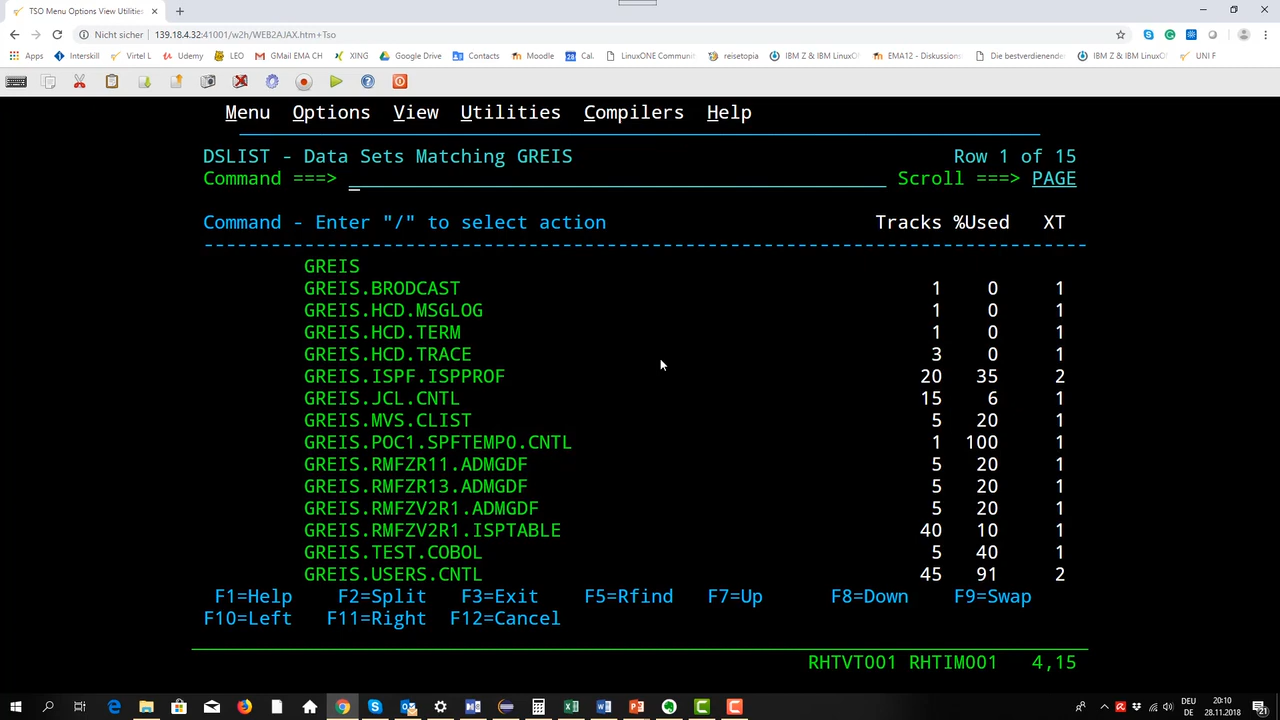 TSO Menu Options View Utilities
Nicht sicher 139.18.4.32:41001/w2h/WEB2AJAX.htm+Tso
Apps Interskill Virtel L Udemy LEO GMail EMA CH XING Google Drive Contacts Moodle 28 Cal. LinuxONE Communit reisetopia IBM Z & IBM LinuxONE EMA12 - Diskussions Die bestverdienender IBM Z & IBM LinuxONE UNI F
Menu Options View Utilities Compilers Help
DSLIST - Data Sets Matching GREIS Row 1 of 15
Command ===> Scroll ===> PAGE
Command - Enter "/" to select action Tracks %Used XT
GREIS
GREIS.BRODCAST 1 0 1
GREIS.HCD.MSGLOG 1 0 1
GREIS.HCD.TERM 1 0 1
GREIS.HCD.TRACE 3 0 1
GREIS.ISPF.ISPPROF 20 35 2
GREIS.JCL.CNTL 15 6 1
GREIS.MVS.CLIST 5 20 1
GREIS.POC1.SPFTEMP0.CNTL 1 100 1
GREIS.RMFZR11.ADMGDF 5 20 1
GREIS.RMFZR13.ADMGDF 5 20 1
GREIS.RMFZV2R1.ADMGDF 5 20 1
GREIS.RMFZV2R1.ISPTABLE 40 10 1
GREIS.TEST.COBOL 5 40 1
GREIS.USERS.CNTL 45 91 2
F1=Help F2=Split F3=Exit F5=Rfind F7=Up F8=Down F9=Swap
F10=Left F11=Right F12=Cancel
RHTVT001 RHTIM001 4,15
DEU 20:10
DE 28.11.2018